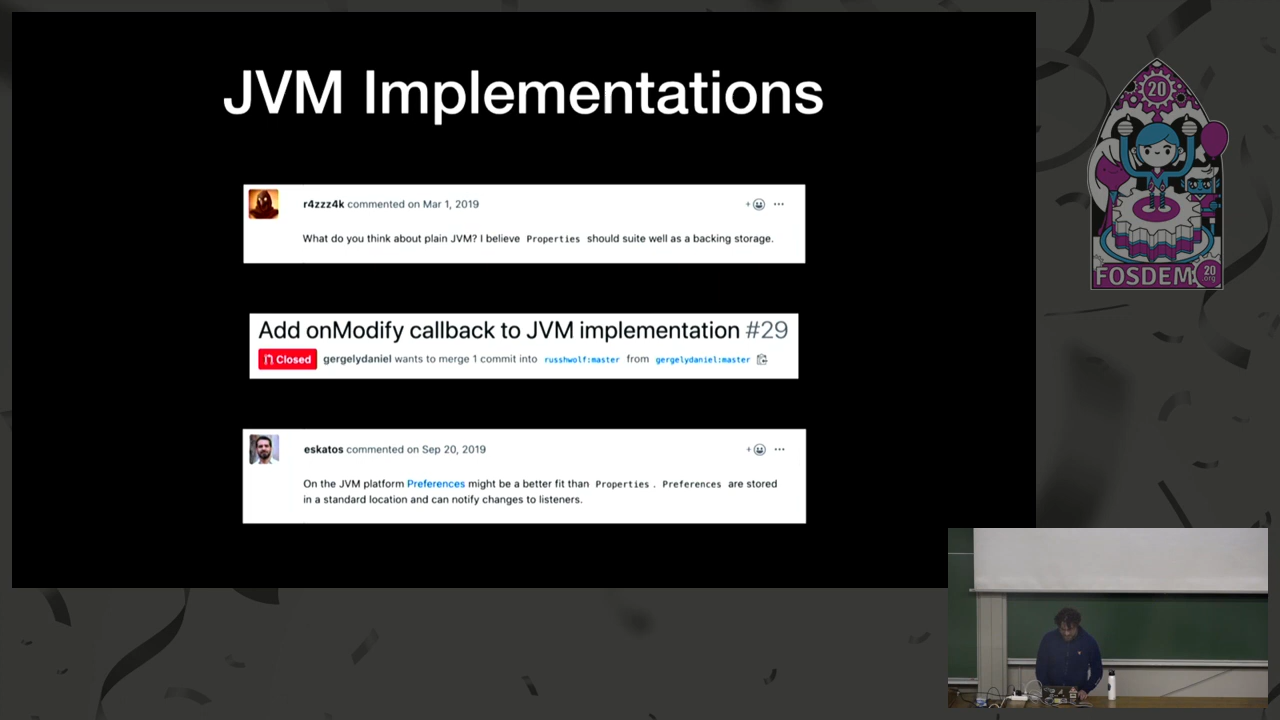 JVM Implementations
r4zzz4k commented on Mar 1, 2019
What do you think about plain JVM? I believe Properties should suite well as a backing storage.
Add onModify callback to JVM implementation #29
Closed gergelydaniel wants to merge 1 commit into russhwolf:master from gergelydaniel:master
eskatos commented on Sep 20, 2019
On the JVM platform Preferences might be a better fit than Properties. Preferences are stored
in a standard location and can notify changes to listeners.
20
FOSDEM
20
.org